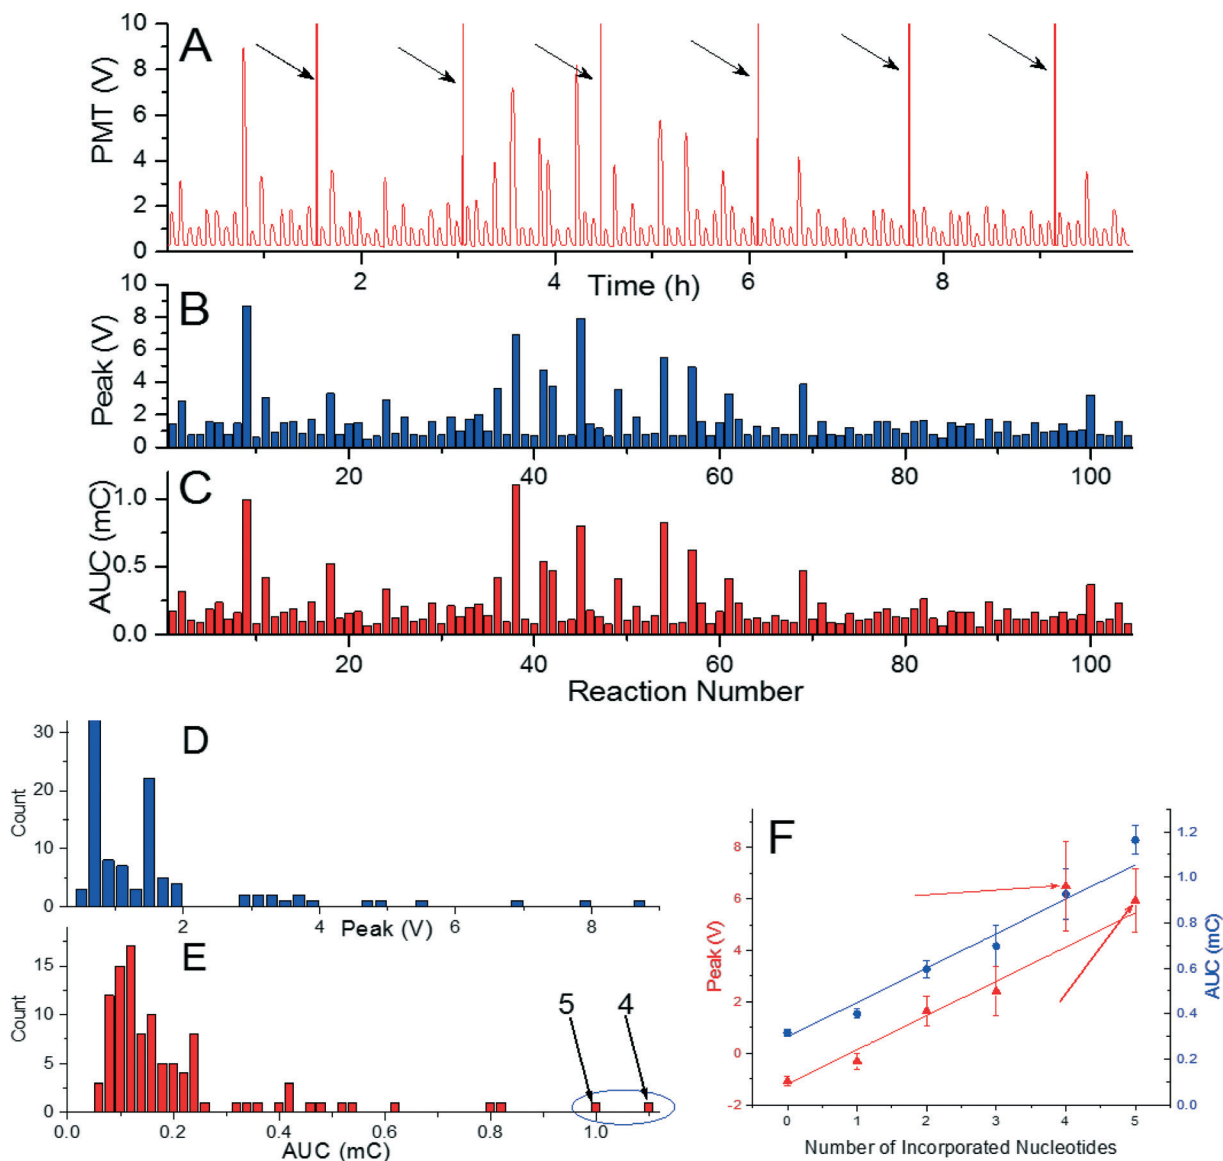 A
PMT (V)
10
8
6
4
2
0
2 4 6 8
Time (h)
B
Peak (V)
10
8
6
4
2
0
20 40 60 80 100
C
AUC (mC)
1.0
0.5
0.0
20 40 60 80 100
Reaction Number
D
Count
30
20
10
0
2 4 6 8
Peak (V)
E
5 4
Count
15
10
5
0
0.0 0.2 0.4 0.6 0.8 1.0
AUC (mC)
F
Peak (V)
8
6
4
2
0
-2
AUC (mC)
1.2
1.0
0.8
0.6
0.4
0.2
0.0
0 1 2 3 4 5
Number of Incorporated Nucleotides